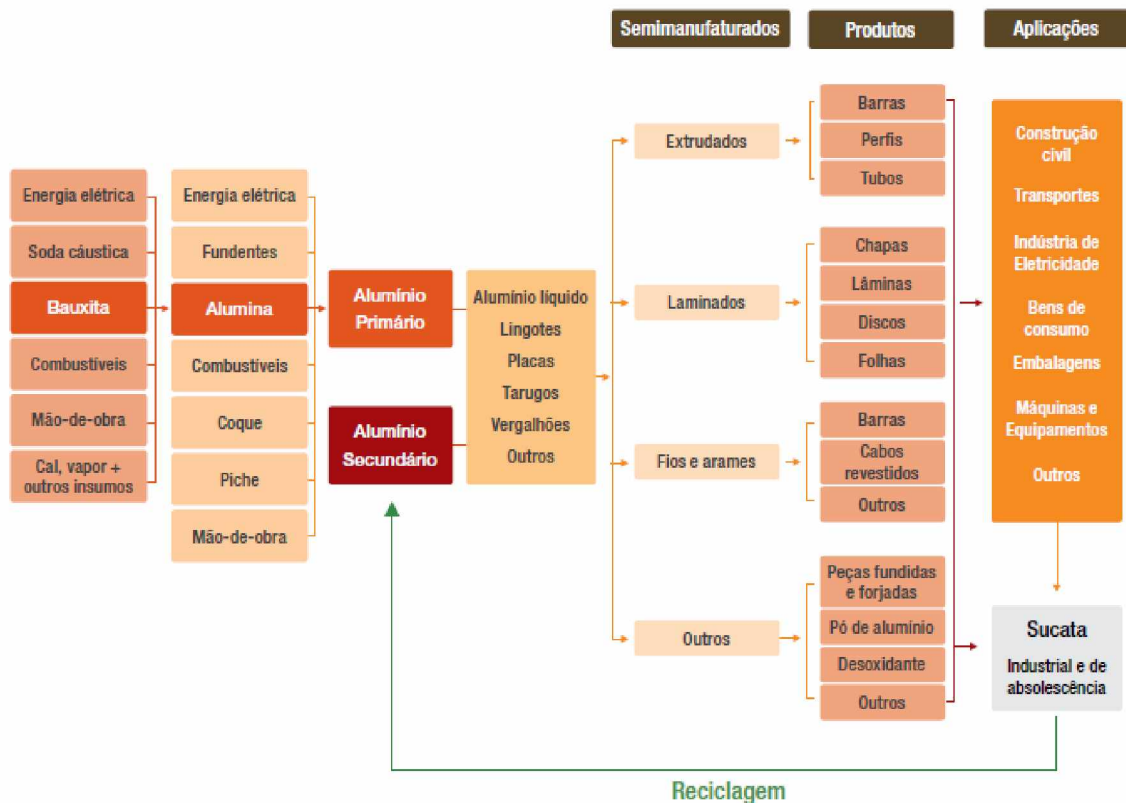 Semimanufaturados
Produtos
Aplicações
Energia elétrica
Soda cáustica
Bauxita
Combustíveis
Mão-de-obra
Cal, vapor +
outros insumos
Energia elétrica
Fundentes
Alumina
Combustíveis
Coque
Piche
Mão-de-obra
Alumínio
Primário
Alumínio
Secundário
Alumínio líquido
Lingotes
Placas
Tarugos
Vergalhões
Outros
Extrudados
Laminados
Fios e arames
Outros
Barras
Perfis
Tubos
Chapas
Lâminas
Discos
Folhas
Barras
Cabos
revestidos
Outros
Peças fundidas
e forjadas
Pó de alumínio
Desoxidante
Outros
Construção
civil
Transportes
Indústria de
Eletricidade
Bens de
consumo
Embalagens
Máquinas e
Equipamentos
Outros
Sucata
Industrial e de
absolescência
Reciclagem